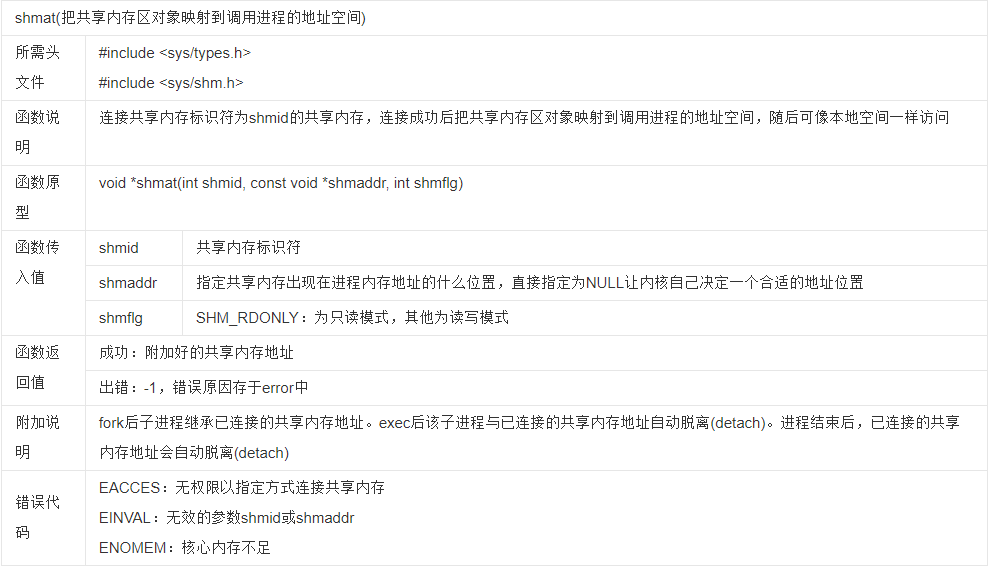 shmat(把共享内存区对象映射到调用进程的地址空间)
所需头
文件
#include <sys/types.h>
#include <sys/shm.h>
函数说
明
连接共享内存标识符为shmid的共享内存，连接成功后把共享内存区对象映射到调用进程的地址空间，随后可像本地空间一样访问
函数原
型
void *shmat(int shmid, const void *shmaddr, int shmflg)
函数传
入值
shmid
共享内存标识符
shmaddr
指定共享内存出现在进程内存地址的什么位置，直接指定为NULL让内核自己决定一个合适的地址位置
shmflg
SHM_RDONLY：为只读模式，其他为读写模式
函数返
回值
成功：附加好的共享内存地址
出错：-1，错误原因存于error中
附加说
明
fork后子进程继承已连接的共享内存地址。exec后该子进程与已连接的共享内存地址自动脱离(detach)。进程结束后，已连接的共享
内存地址会自动脱离(detach)
错误代
码
EACCES：无权限以指定方式连接共享内存
EINVAL：无效的参数shmid或shmaddr
ENOMEM：核心内存不足